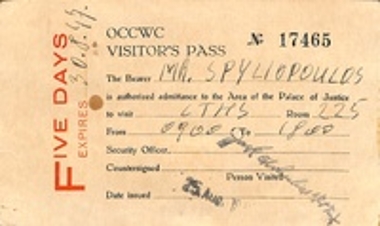 FIVE DAYS
EXPIRES 30.8.47.
OCCWC
VISITOR'S PASS № 17465
The Bearer MR. SPYLIOPOULOS
is authorized admittance to the Area of the Palace of Justice
to visit LTHS Room 225
From 0900 To 1800
Security Officer
Countersigned
Person Visited
Date issued 25 AUG